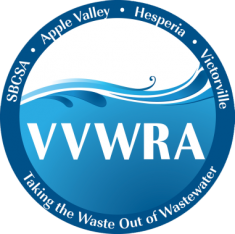 SBCSA • Apple Valley • Hesperia • Victorville
VVWRA
Taking the Waste Out of Wastewater